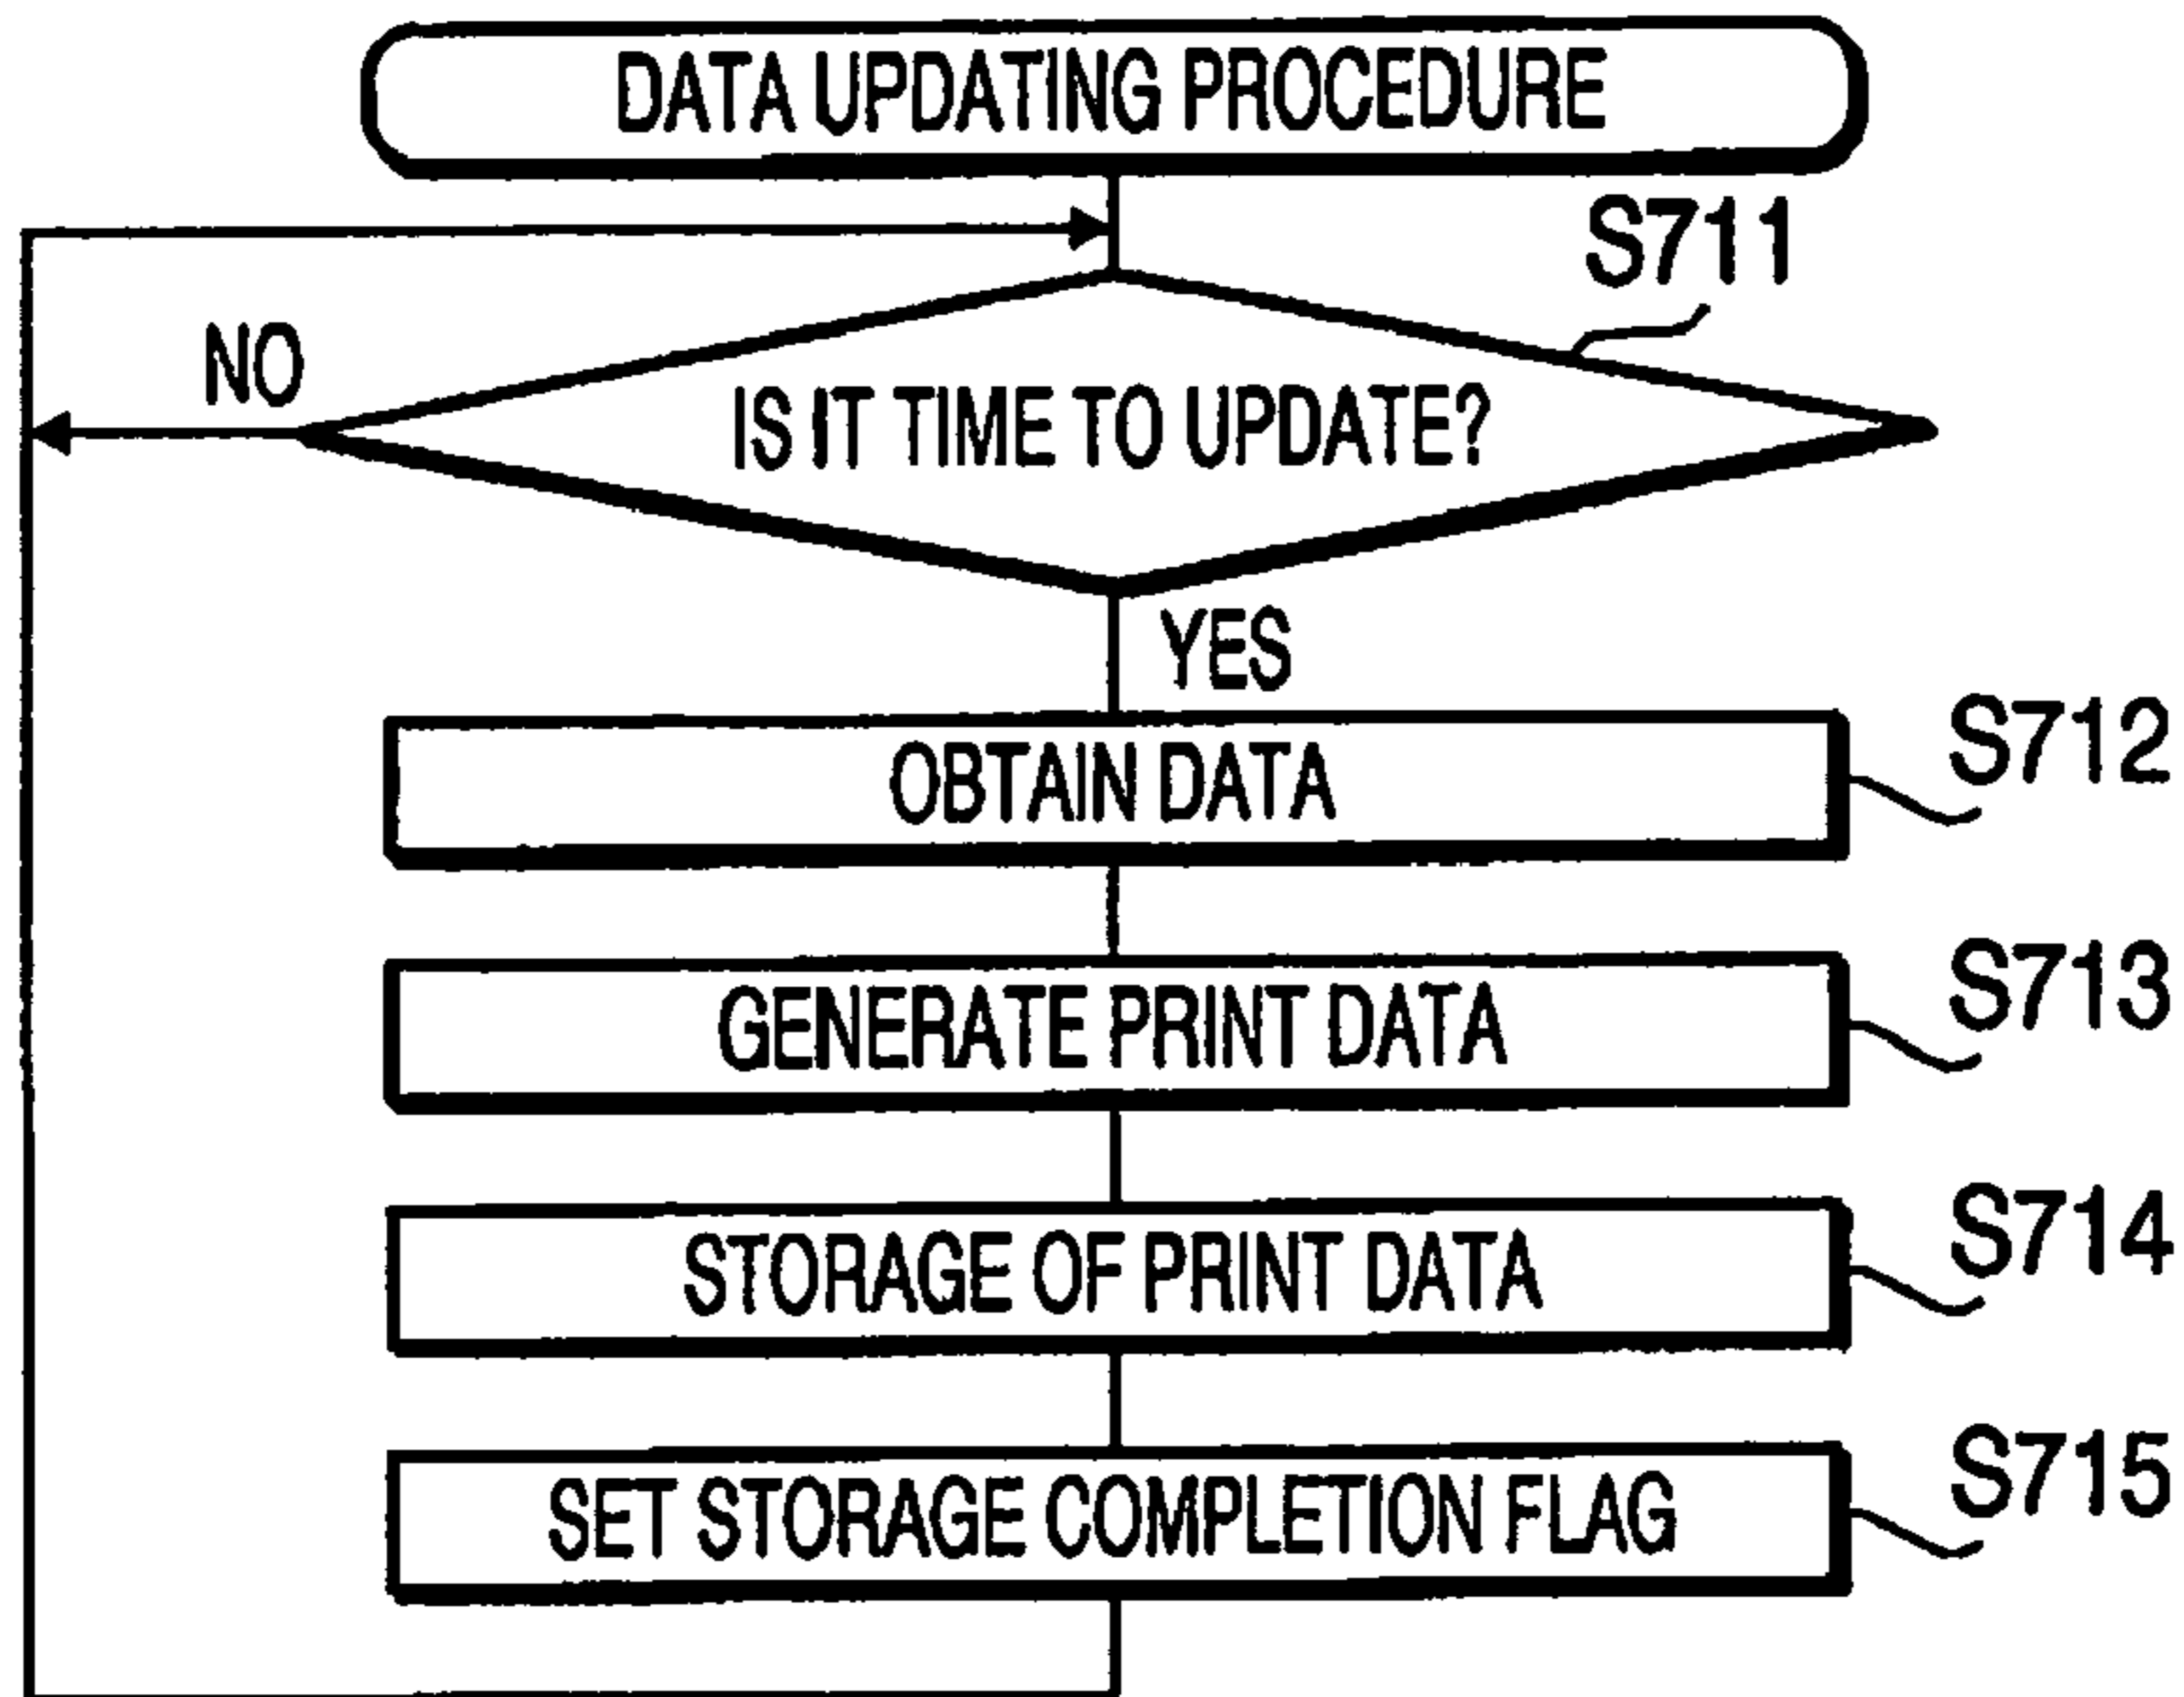 DATA UPDATING PROCEDURE
S711
NO
IS IT TIME TO UPDATE?
YES
S712
OBTAIN DATA
S713
GENERATE PRINT DATA
S714
STORAGE OF PRINT DATA
S715
SET STORAGE COMPLETION FLAG